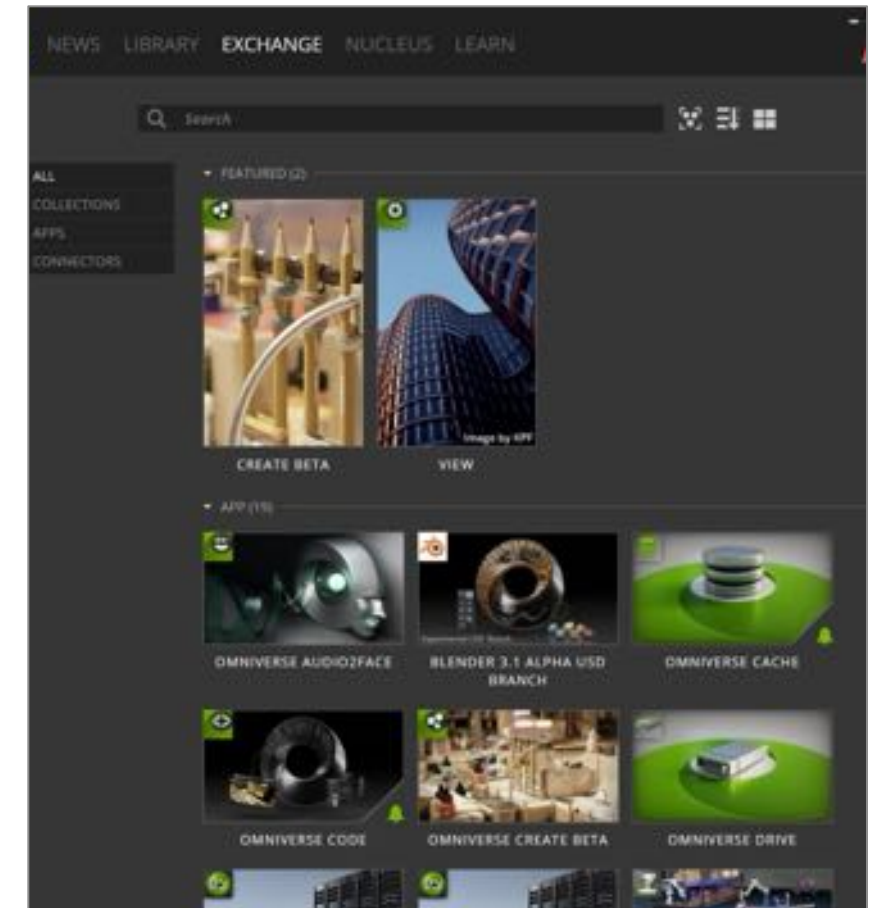 NEWS LIBRARY EXCHANGE NUCLEUS LEARN
Search
ALL
COLLECTIONS
APPS
CONNECTORS
FEATURED (2)
Image by KPF
CREATE BETA VIEW
APP (19)
OMNIVERSE AUDIO2FACE BLENDER 3.1 ALPHA USD OMNIVERSE CACHE
BRANCH
OMNIVERSE CODE OMNIVERSE CREATE BETA OMNIVERSE DRIVE